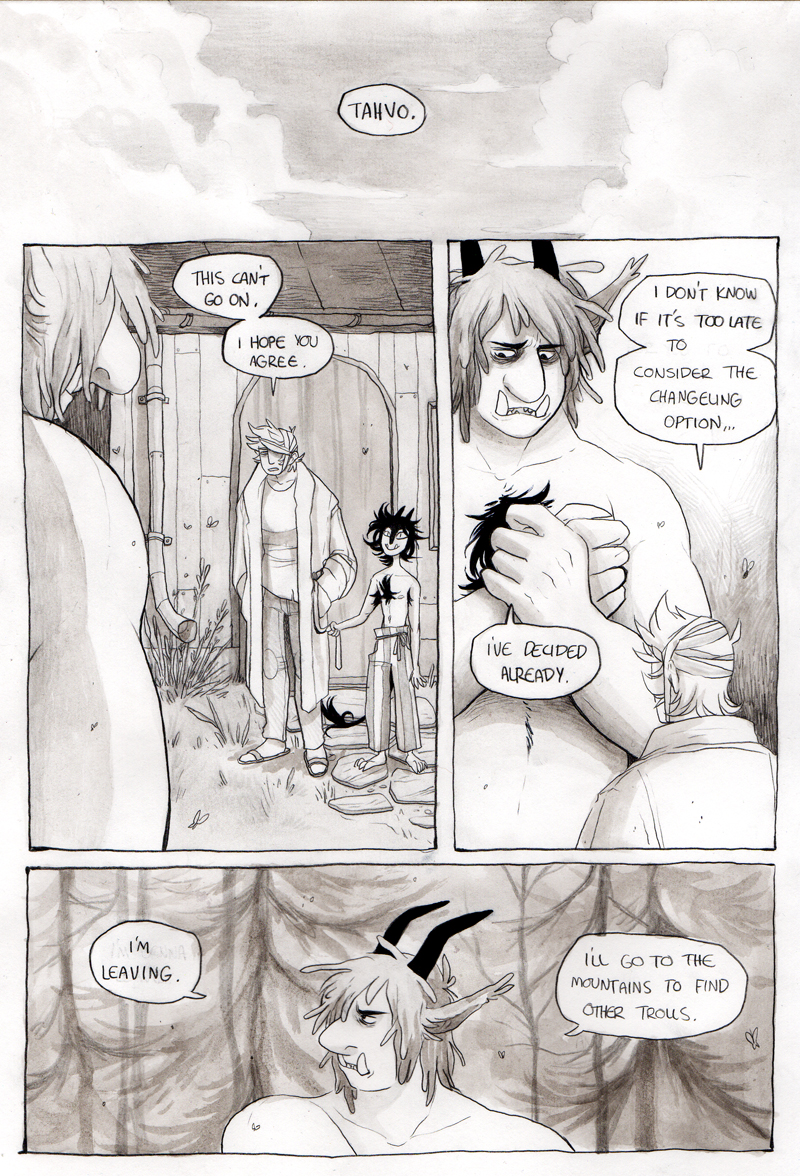 TAHVO.
THIS CAN'T
GO ON.
I HOPE YOU
AGREE.
I DON'T KNOW
IF IT'S TOO LATE
TO
CONSIDER THE
CHANGELING
OPTION...
I'VE DECIDED
ALREADY.
I'M
LEAVING.
I'LL GO TO THE
MOUNTAINS TO FIND
OTHER TROLLS.